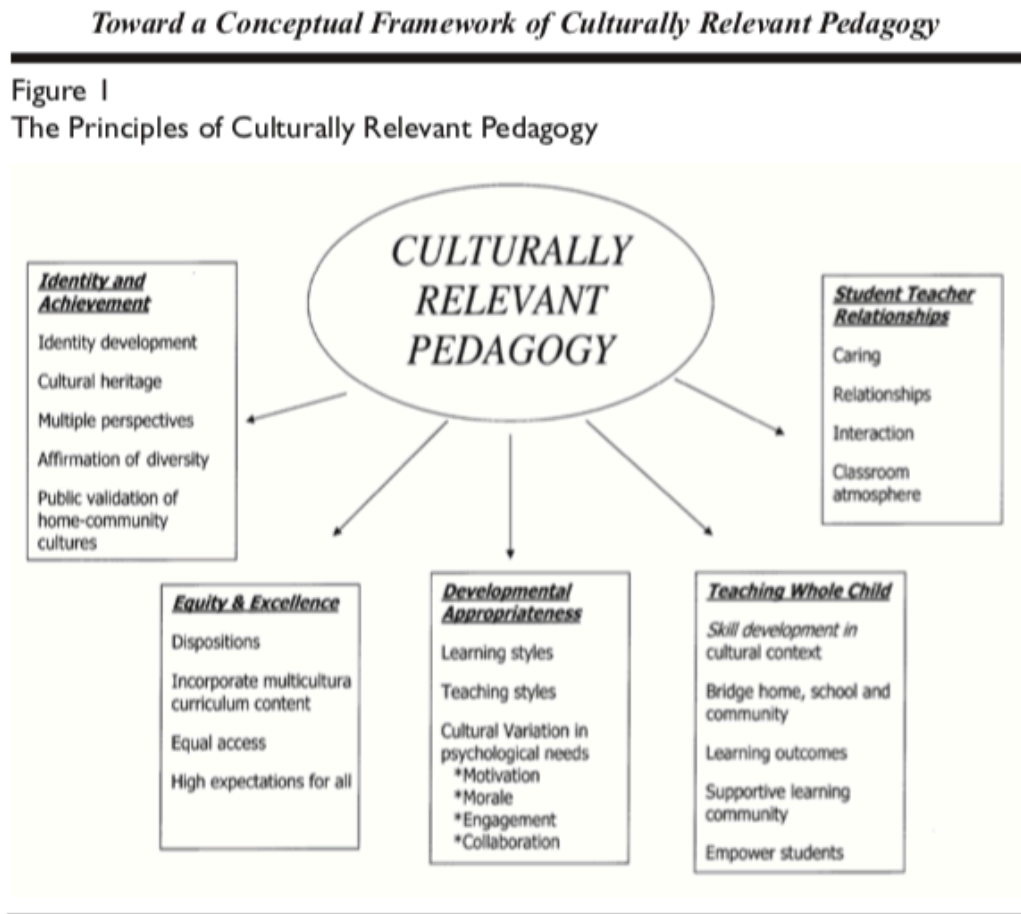 Toward a Conceptual Framework of Culturally Relevant Pedagogy
Figure 1
The Principles of Culturally Relevant Pedagogy
CULTURALLY
RELEVANT
PEDAGOGY
Identity and
Achievement
Identity development
Cultural heritage
Multiple perspectives
Affirmation of diversity
Public validation of
home-community
cultures
Equity & Excellence
Dispositions
Incorporate multicultura
curriculum content
Equal access
High expectations for all
Developmental
Appropriateness
Learning styles
Teaching styles
Cultural Variation in
psychological needs
*Motivation
*Morale
*Engagement
*Collaboration
Teaching Whole Child
Skill development in
cultural context
Bridge home, school and
community
Learning outcomes
Supportive learning
community
Empower students
Student Teacher
Relationships
Caring
Relationships
Interaction
Classroom
atmosphere